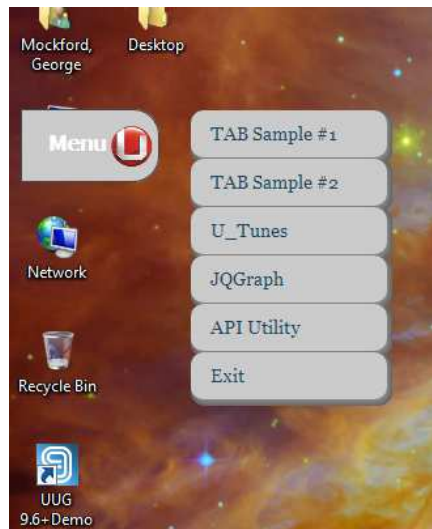 Mockford,
George
Desktop
Menu
TAB Sample #1
TAB Sample #2
U_Tunes
JQGraph
API Utility
Exit
Network
Recycle Bin
UUG
9.6+ Demo